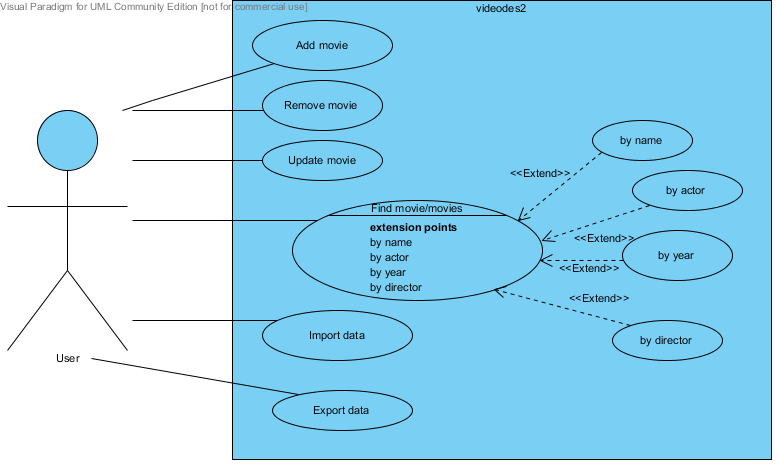 Visual Paradigm for UML Community Edition [not for commercial use]
videodes2
Add movie
Remove movie
Update movie
by name
<<Extend>>
by actor
Find movie/movies
extension points
by name
by actor
by year
by director
<<Extend>>
by year
<<Extend>>
<<Extend>>
by director
Import data
User
Export data